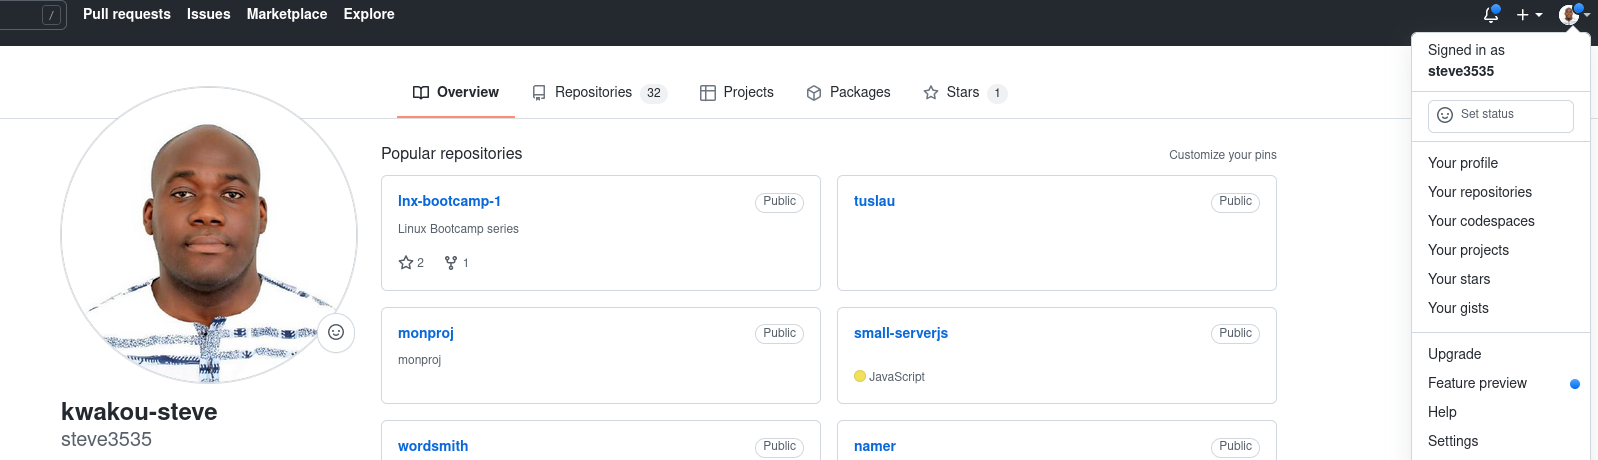 / Pull requests Issues Marketplace Explore
Signed in as
steve3535
Set status
Your profile
Your repositories
Your codespaces
Your projects
Your stars
Your gists
Upgrade
Feature preview
Help
Settings
Overview Repositories 32 Projects Packages Stars 1
kwakou-steve
steve3535
Popular repositories Customize your pins
lnx-bootcamp-1 Public
Linux Bootcamp series
2 1
tuslau Public
monproj Public
monproj
small-serverjs Public
JavaScript
wordsmith Public
namer Public